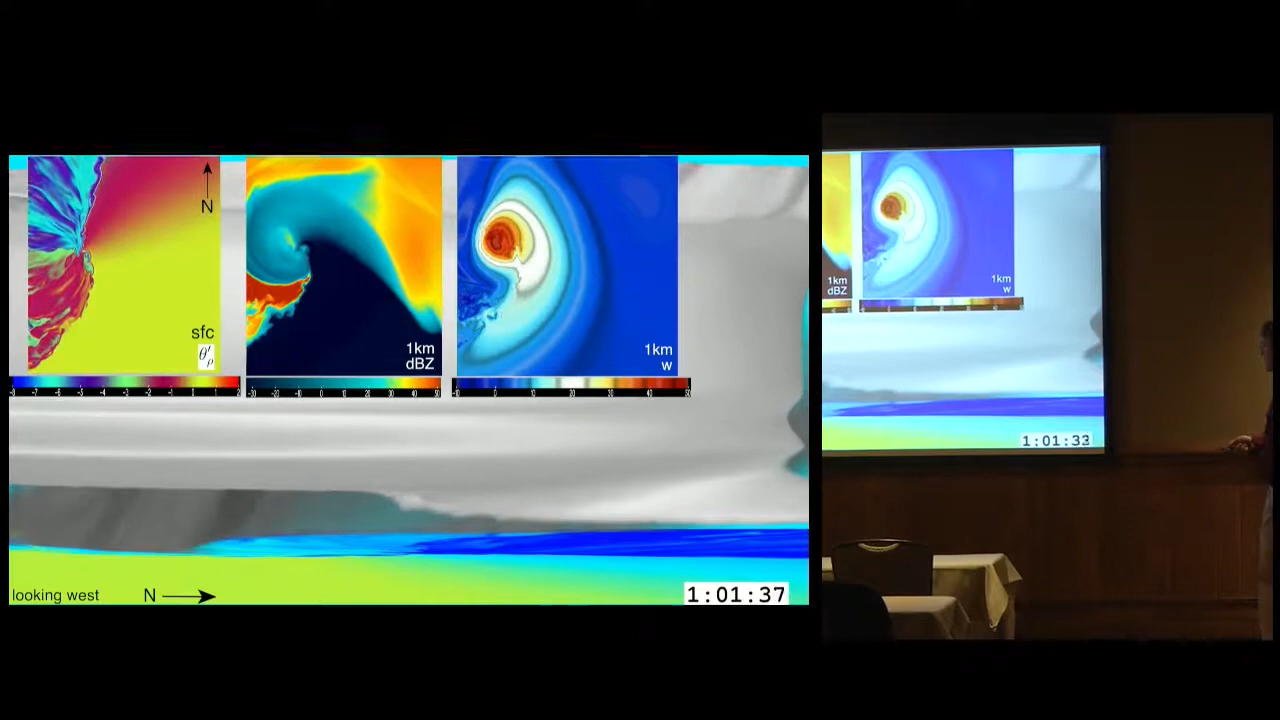 N
sfc
θ′ρ
1km
dBZ
1km
w
looking west
N
1:01:37
1km
dBZ
1km
w
1:01:33